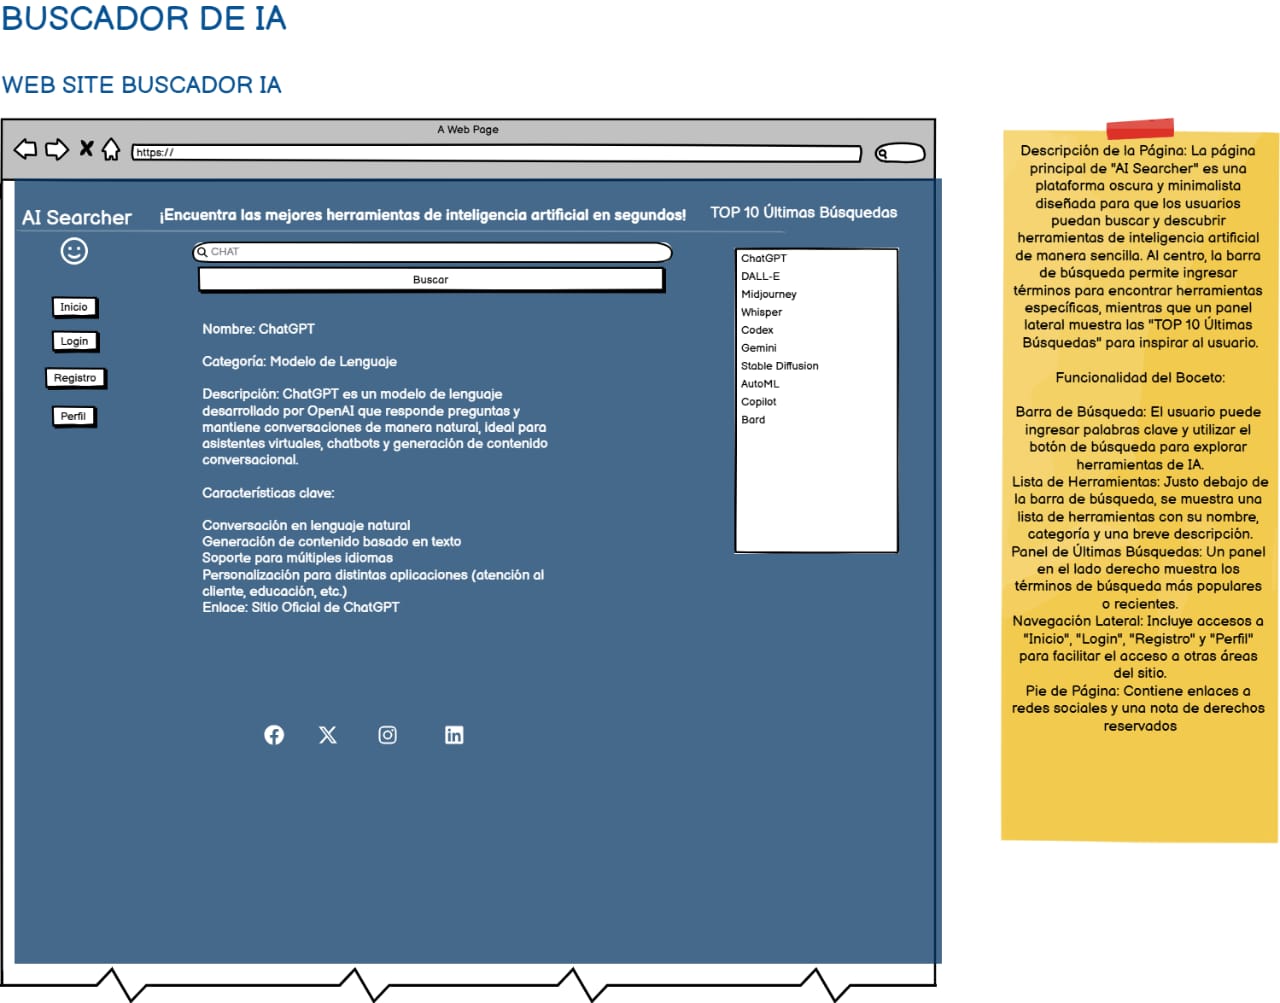 BUSCADOR DE IA
WEB SITE BUSCADOR IA
A Web Page
https://
AI Searcher
¡Encuentra las mejores herramientas de inteligencia artificial en segundos!
TOP 10 Últimas Búsquedas
CHAT
Buscar
Inicio
Login
Registro
Perfil
Nombre: ChatGPT
Categoría: Modelo de Lenguaje
Descripción: ChatGPT es un modelo de lenguaje
desarrollado por OpenAI que responde preguntas y
mantiene conversaciones de manera natural, ideal para
asistentes virtuales, chatbots y generación de contenido
conversacional.
Características clave:
Conversación en lenguaje natural
Generación de contenido basado en texto
Soporte para múltiples idiomas
Personalización para distintas aplicaciones (atención al
cliente, educación, etc.)
Enlace: Sitio Oficial de ChatGPT
ChatGPT
DALL-E
Midjourney
Whisper
Codex
Gemini
Stable Diffusion
AutoML
Copilot
Bard
Descripción de la Página: La página
principal de "AI Searcher" es una
plataforma oscura y minimalista
diseñada para que los usuarios
puedan buscar y descubrir
herramientas de inteligencia artificial
de manera sencilla. Al centro, la barra
de búsqueda permite ingresar
términos para encontrar herramientas
específicas, mientras que un panel
lateral muestra las "TOP 10 Últimas
Búsquedas" para inspirar al usuario.
Funcionalidad del Boceto:
Barra de Búsqueda: El usuario puede
ingresar palabras clave y utilizar el
botón de búsqueda para explorar
herramientas de IA.
Lista de Herramientas: Justo debajo de
la barra de búsqueda, se muestra una
lista de herramientas con su nombre,
categoría y una breve descripción.
Panel de Últimas Búsquedas: Un panel
en el lado derecho muestra los
términos de búsqueda más populares
o recientes.
Navegación Lateral: Incluye accesos a
"Inicio", "Login", "Registro" y "Perfil"
para facilitar el acceso a otras áreas
del sitio.
Pie de Página: Contiene enlaces a
redes sociales y una nota de derechos
reservados